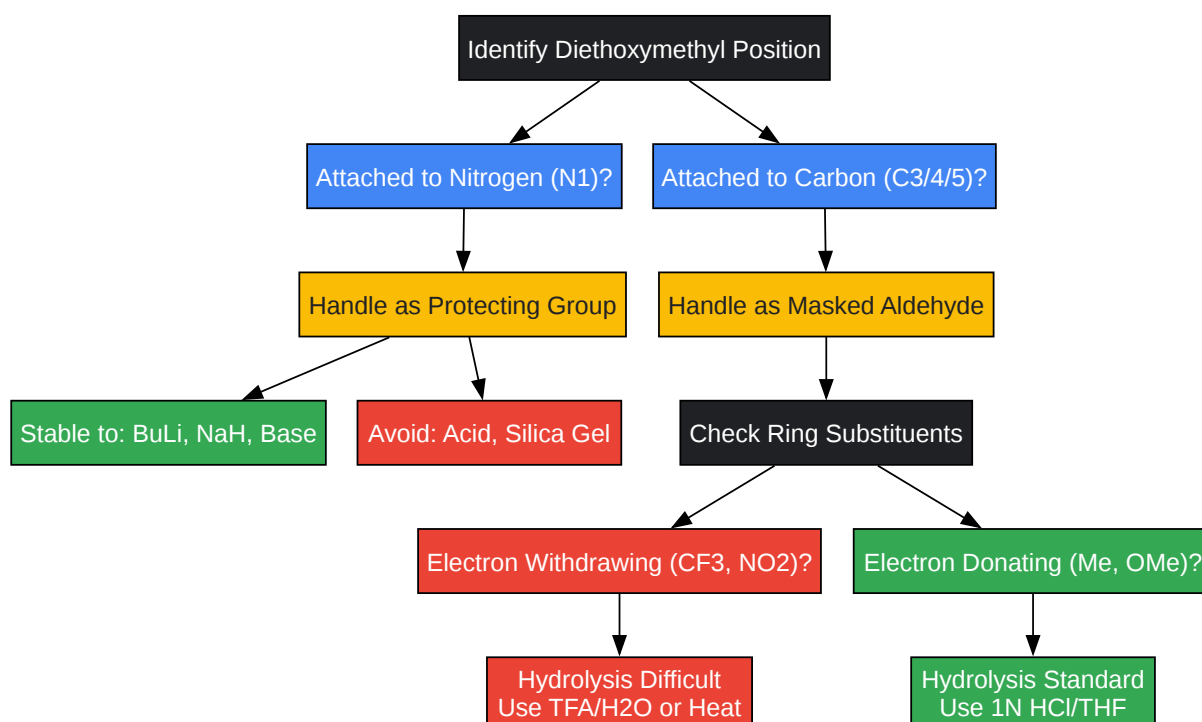 Identify Diethoxymethyl Position
Attached to Nitrogen (N1)?
Attached to Carbon (C3/4/5)?
Handle as Protecting Group
Handle as Masked Aldehyde
Stable to: BuLi, NaH, Base
Avoid: Acid, Silica Gel
Check Ring Substituents
Electron Withdrawing (CF3, NO2)?
Electron Donating (Me, OMe)?
Hydrolysis Difficult
Use TFA/H2O or Heat
Hydrolysis Standard
Use 1N HCl/THF